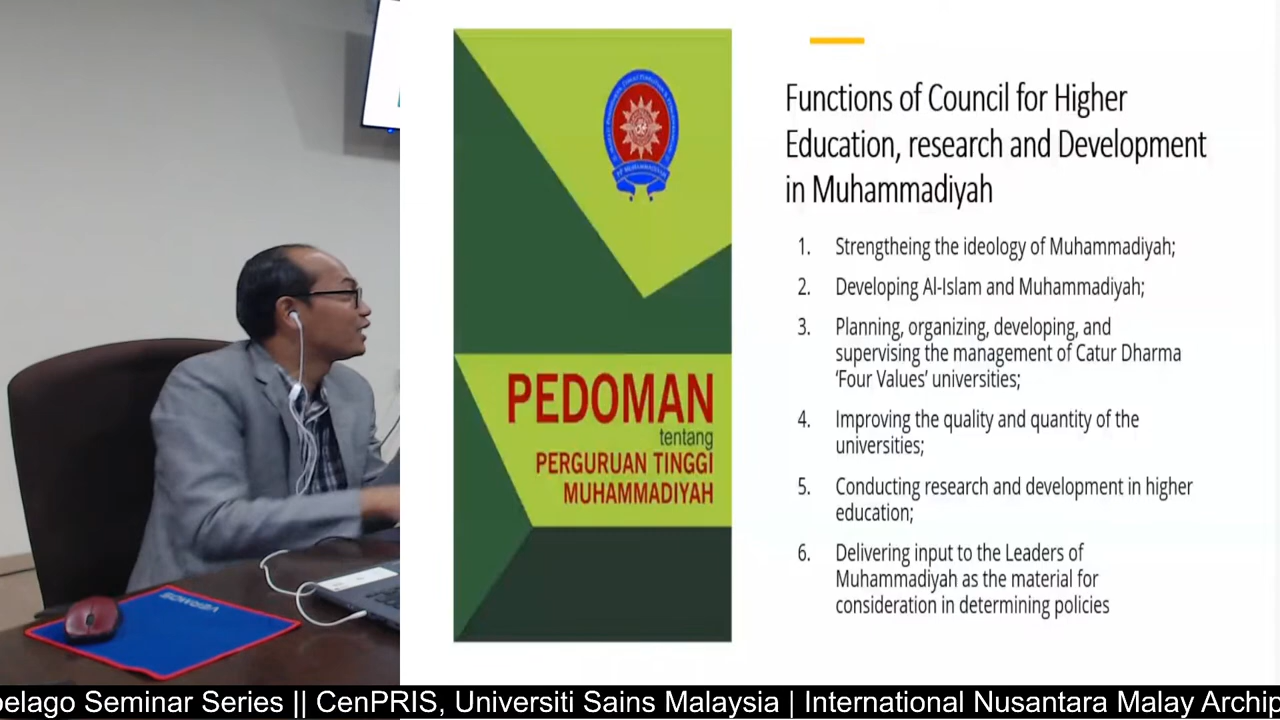 Functions of Council for Higher
Education, research and Development
in Muhammadiyah
1. Strengtheing the ideology of Muhammadiyah;
2. Developing Al-Islam and Muhammadiyah;
3. Planning, organizing, developing, and
supervising the management of Catur Dharma
‘Four Values’ universities;
4. Improving the quality and quantity of the
universities;
5. Conducting research and development in higher
education;
6. Delivering input to the Leaders of
Muhammadiyah as the material for
consideration in determining policies
PEDOMAN
tentang
PERGURUAN TINGGI
MUHAMMADIYAH
pelago Seminar Series || CenPRIS, Universiti Sains Malaysia | International Nusantara Malay Archip